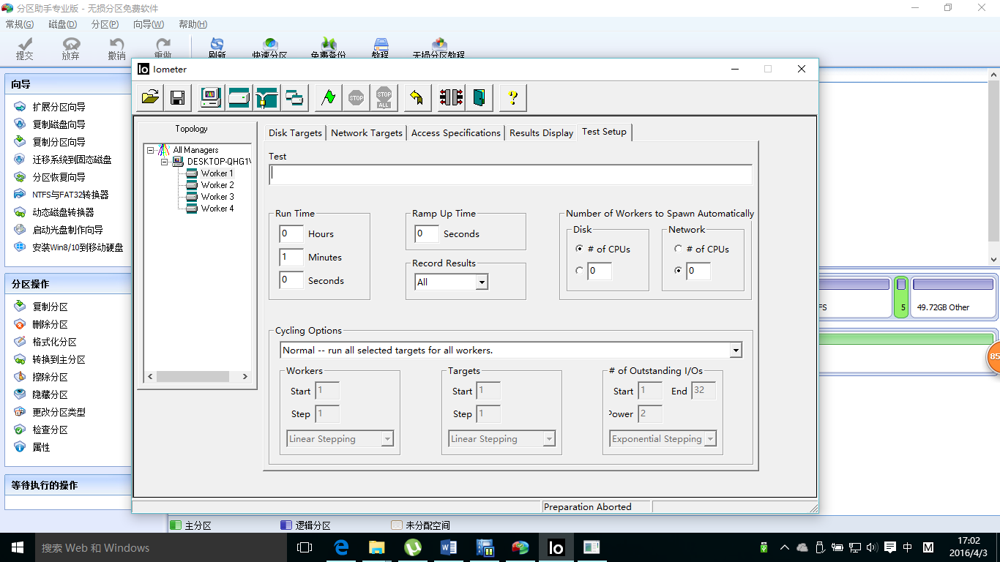 分区助手专业版 - 无损分区免费软件
常规(G) 磁盘(D) 分区(P) 向导(W) 帮助(H)
提交 放弃 撤销 重做 刷新 快速分区 免费备份 教程 无损分区教程
向导
扩展分区向导
复制磁盘向导
复制分区向导
迁移系统到固态磁盘
分区恢复向导
NTFS与FAT32转换器
动态磁盘转换器
启动光盘制作向导
安装Win8/10到移动硬盘
分区操作
复制分区
删除分区
格式化分区
转换到主分区
擦除分区
隐藏分区
更改分区类型
检查分区
属性
等待执行的操作
Iometer
STOP STOP ALL
Topology
All Managers
DESKTOP-QHG1
Worker 1
Worker 2
Worker 3
Worker 4
Disk Targets Network Targets Access Specifications Results Display Test Setup
Test
Run Time
0 Hours
1 Minutes
0 Seconds
Ramp Up Time
0 Seconds
Record Results
All
Number of Workers to Spawn Automatically
Disk
# of CPUs
0
Network
# of CPUs
0
Cycling Options
Normal -- run all selected targets for all workers.
Workers
Start 1
Step 1
Linear Stepping
Targets
Start 1
Step 1
Linear Stepping
# of Outstanding I/Os
Start 1 End 32
Power 2
Exponential Stepping
Preparation Aborted
FS 5 49.72GB Other
85
主分区 逻辑分区 未分配空间
搜索 Web 和 Windows
中 M
17:02
2016/4/3